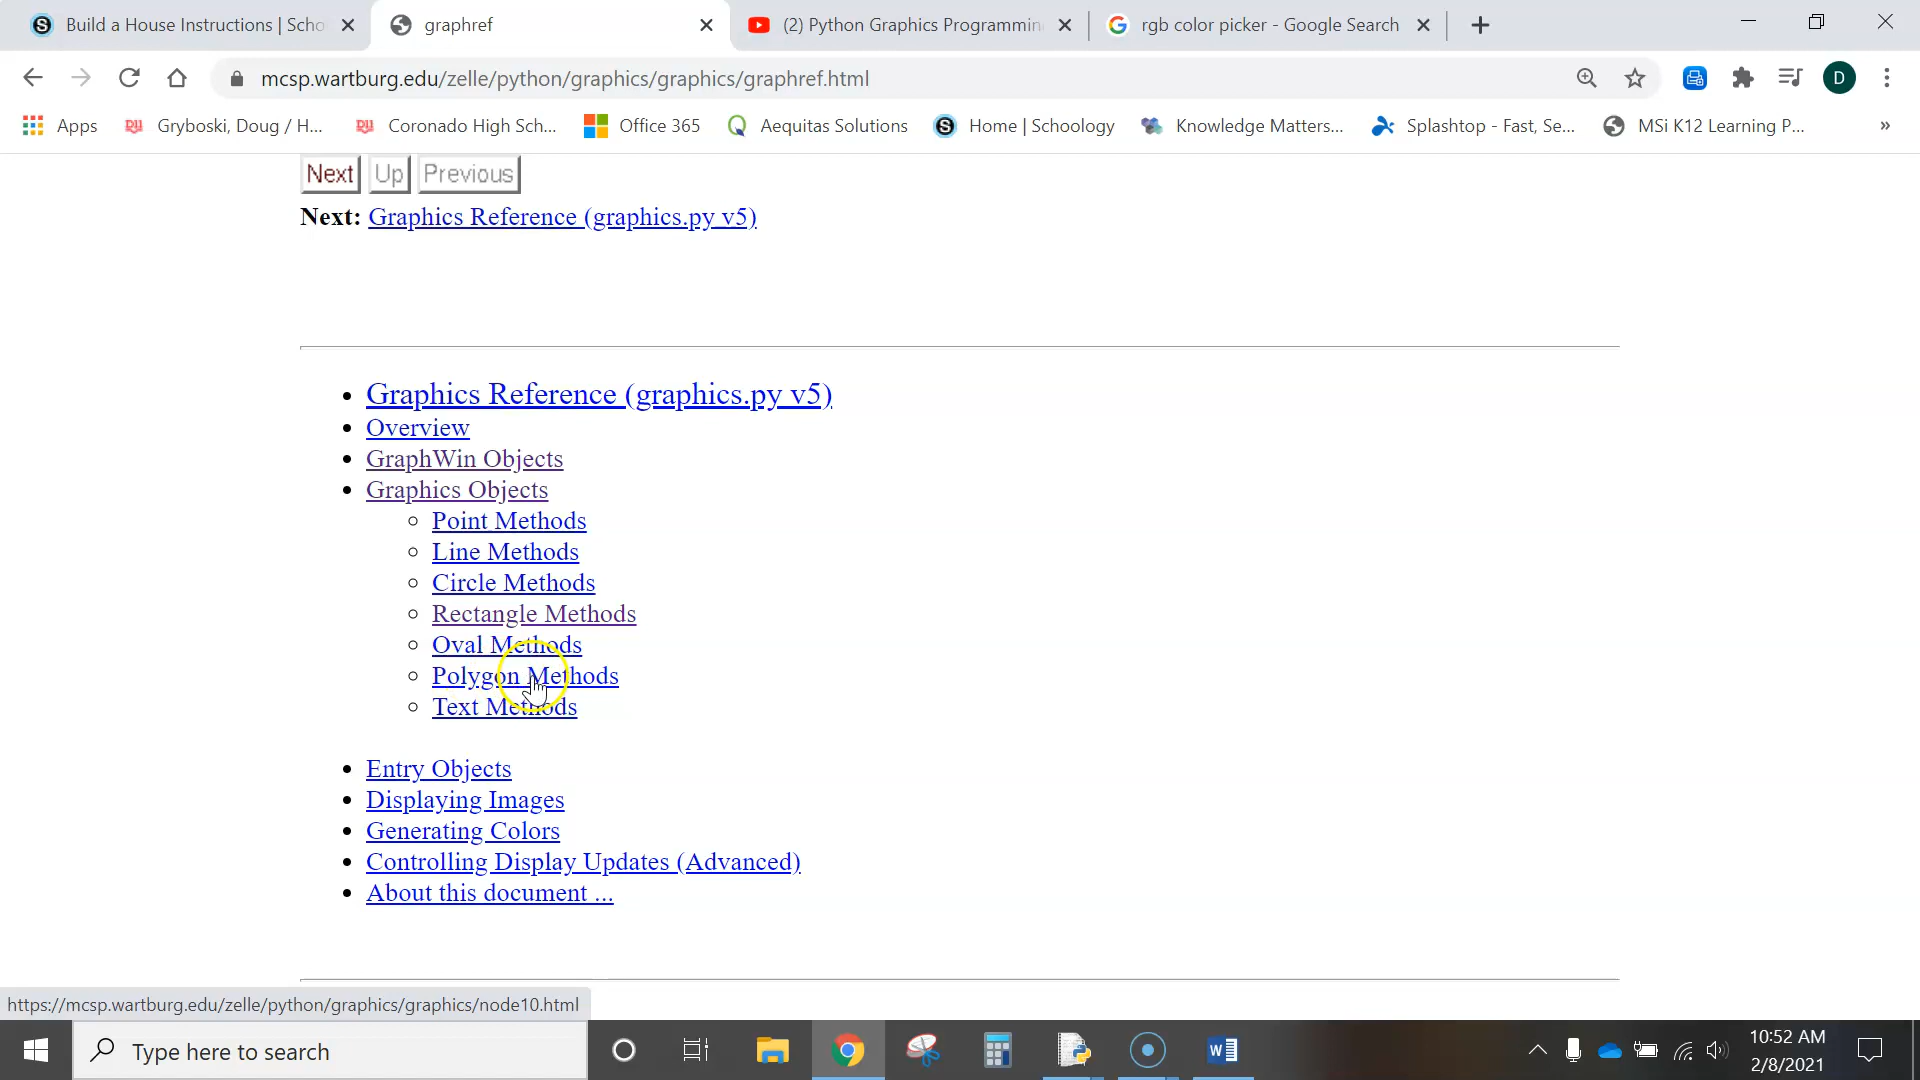 Build a House Instructions | Scho
graphref
(2) Python Graphics Programmin
rgb color picker - Google Search
mcsp.wartburg.edu/zelle/python/graphics/graphics/graphref.html
D
Apps
Gryboski, Doug / H...
Coronado High Sch...
Office 365
Aequitas Solutions
Home | Schoology
Knowledge Matters...
Splashtop - Fast, Se...
MSi K12 Learning P...
»
Next Up Previous
Next: Graphics Reference (graphics.py v5)
Graphics Reference (graphics.py v5)
Overview
GraphWin Objects
Graphics Objects
Point Methods
Line Methods
Circle Methods
Rectangle Methods
Oval Methods
Polygon Methods
Text Methods
Entry Objects
Displaying Images
Generating Colors
Controlling Display Updates (Advanced)
About this document ...
https://mcsp.wartburg.edu/zelle/python/graphics/graphics/node10.html
Type here to search
10:52 AM
2/8/2021